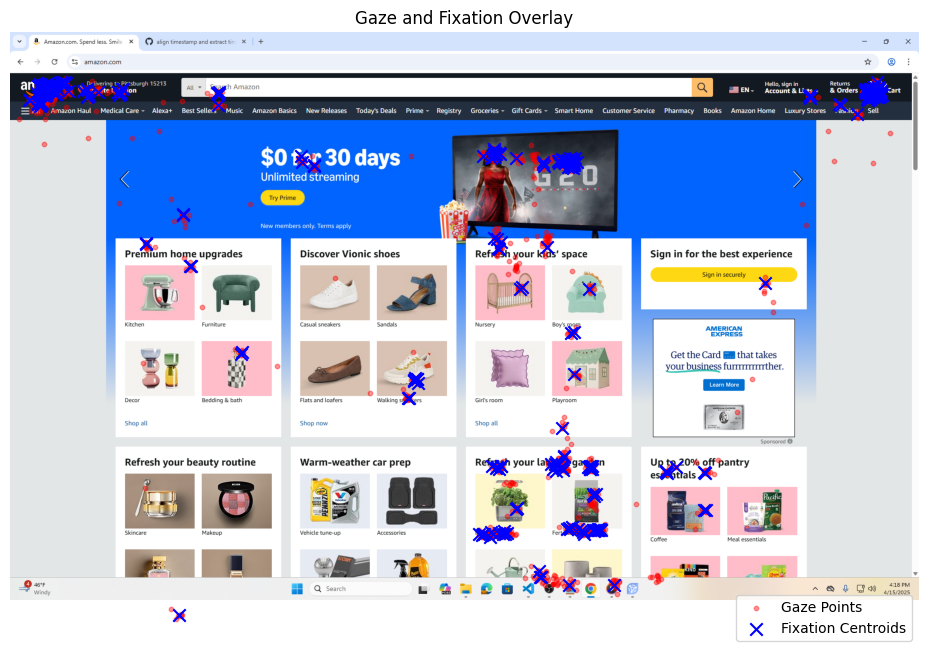 Gaze and Fixation Overlay
Amazon.com. Spend less. Smile
align timestamp and extract
amazon.com
Delivering to Pittsburgh 15213
All
Amazon
EN
Hello, sign in
Account &
Returns
& Orders
Cart
Amazon Haul
Medical Care
Alexa+
Best
Music
Amazon Basics
New Releases
Today's Deals
Prime
Registry
Groceries
Gift Cards
Smart Home
Customer Service
Pharmacy
Books
Amazon Home
Luxury Stores
Sell
$0 for 30 days
Unlimited streaming
Try Prime
New members only. Terms apply
G20
Premium home upgrades
Kitchen
Furniture
Decor
Bedding & bath
Shop all
Discover Vionic shoes
Casual sneakers
Sandals
Flats and loafers
Walking
Shop now
Refresh your kids' space
Nursery
Boy's room
Girl's room
Playroom
Shop all
Sign in for the best experience
Sign in securely
AMERICAN
EXPRESS
Get the Card that takes
your business furrrrrrrrrther.
Learn More
Sponsored
Refresh your beauty routine
Skincare
Makeup
Warm-weather car prep
Vehicle tune-up
Accessories
Refresh your garden
Up to 20% off pantry
essentials
Coffee
Meal essentials
4
46°F
Windy
Search
4:18 PM
4/15/2025
Gaze Points
Fixation Centroids